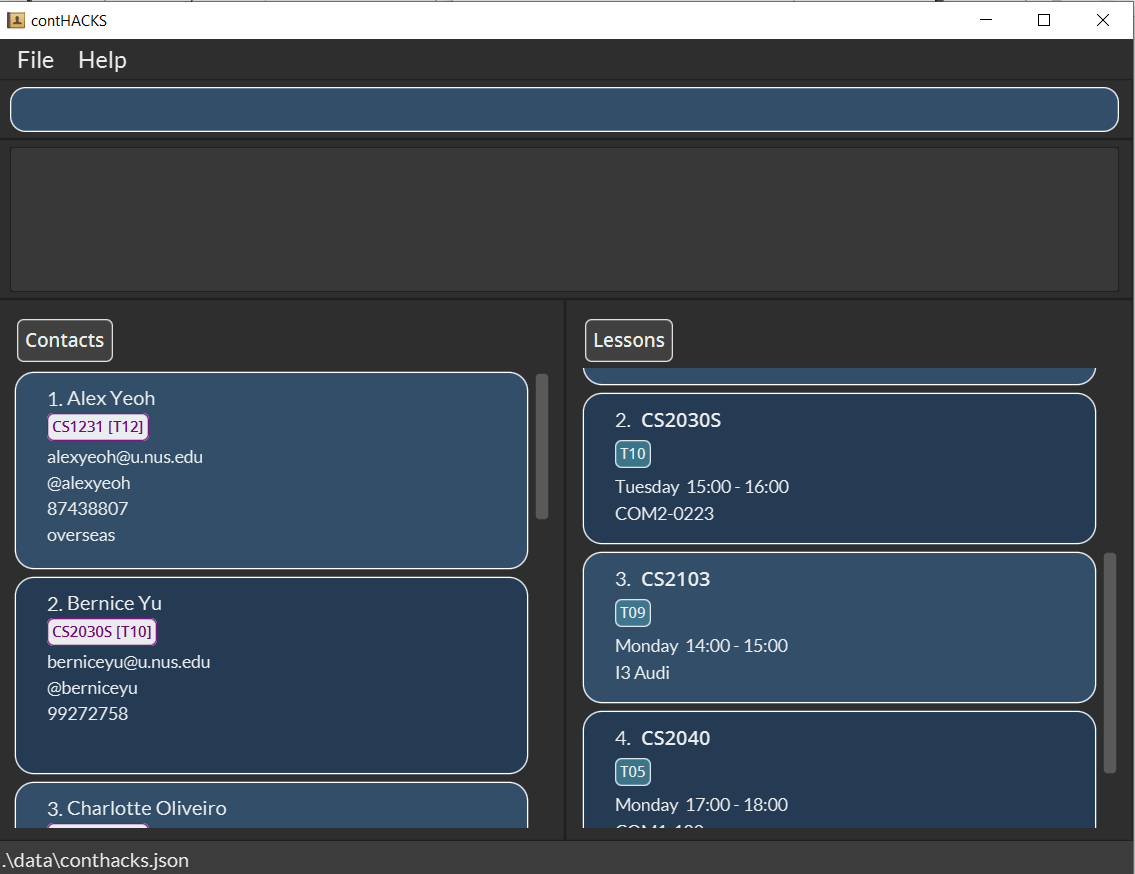 contHACKS
File Help
Contacts
1. Alex Yeoh
CS1231 [T12]
alexyeoh@u.nus.edu
@alexyeoh
87438807
overseas
2. Bernice Yu
CS2030S [T10]
berniceyu@u.nus.edu
@berniceyu
99272758
3. Charlotte Oliveiro
Lessons
2. CS2030S
T10
Tuesday 15:00 - 16:00
COM2-0223
3. CS2103
T09
Monday 14:00 - 15:00
I3 Audi
4. CS2040
T05
Monday 17:00 - 18:00
.\data\conthacks.json